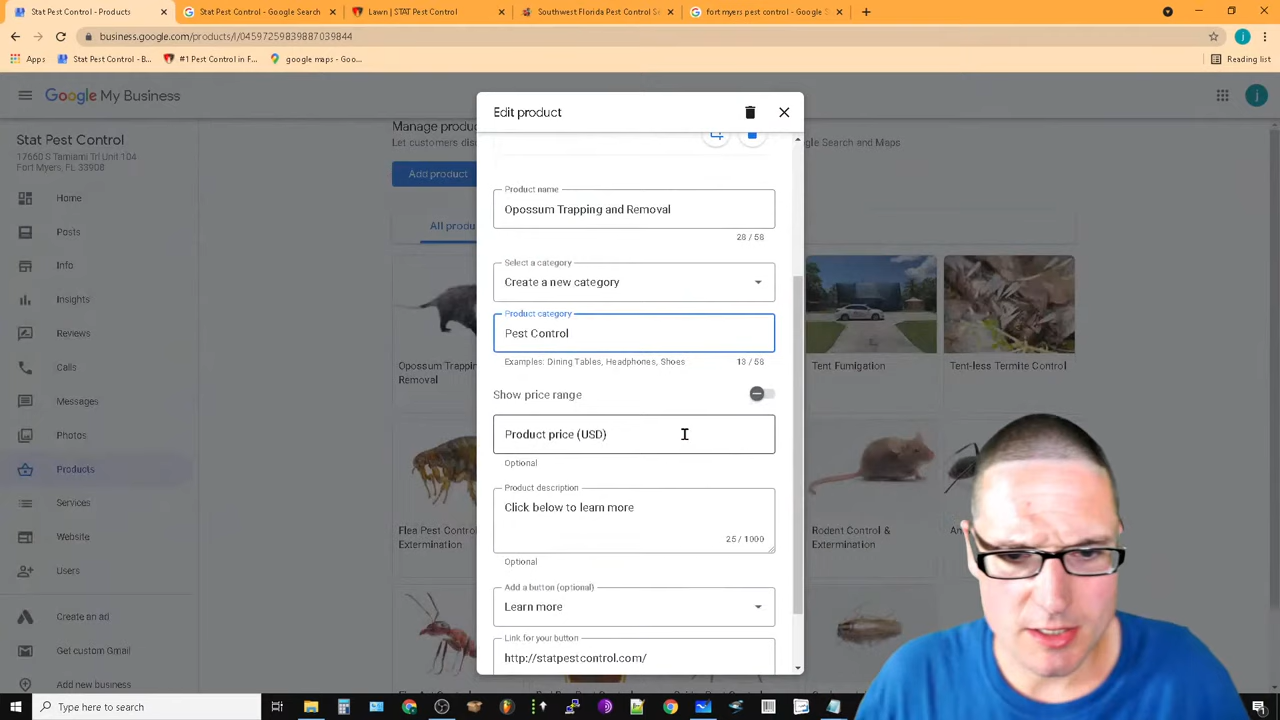 Stat Pest Control - Products
Stat Pest Control - Google Search
Lawn | STAT Pest Control
Southwest Florida Pest Control Se
fort myers pest control - Google S
business.google.com/products/l/04597259839887039844
Apps
Stat Pest Control - B...
#1 Pest Control in F...
google maps - Goo...
Reading list
Google My Business
Stat Pest Control
17660 S Tamiami Trl Unit 104
Fort Myers, FL 33908
Home
Posts
Info
Insights
Reviews
Calls
Messages
Photos
Products
Services
Website
Users
Create an ad
Get custom Gmail
Add new business
Manage produ
Let customers dis
oogle Search and Maps
Add product
All produ
Opossum Trapping
Removal
Tent Fumigation
Tent-less Termite Control
Flea Pest Control
Extermination
Rodent Control &
Extermination
Edit product
Product name
Opossum Trapping and Removal
28 / 58
Select a category
Create a new category
Product category
Pest Control
Examples: Dining Tables, Headphones, Shoes
13 / 58
Show price range
Product price (USD)
Optional
Product description
Click below to learn more
25 / 1000
Optional
Add a button (optional)
Learn more
Link for your button
http://statpestcontrol.com/
Type here to search